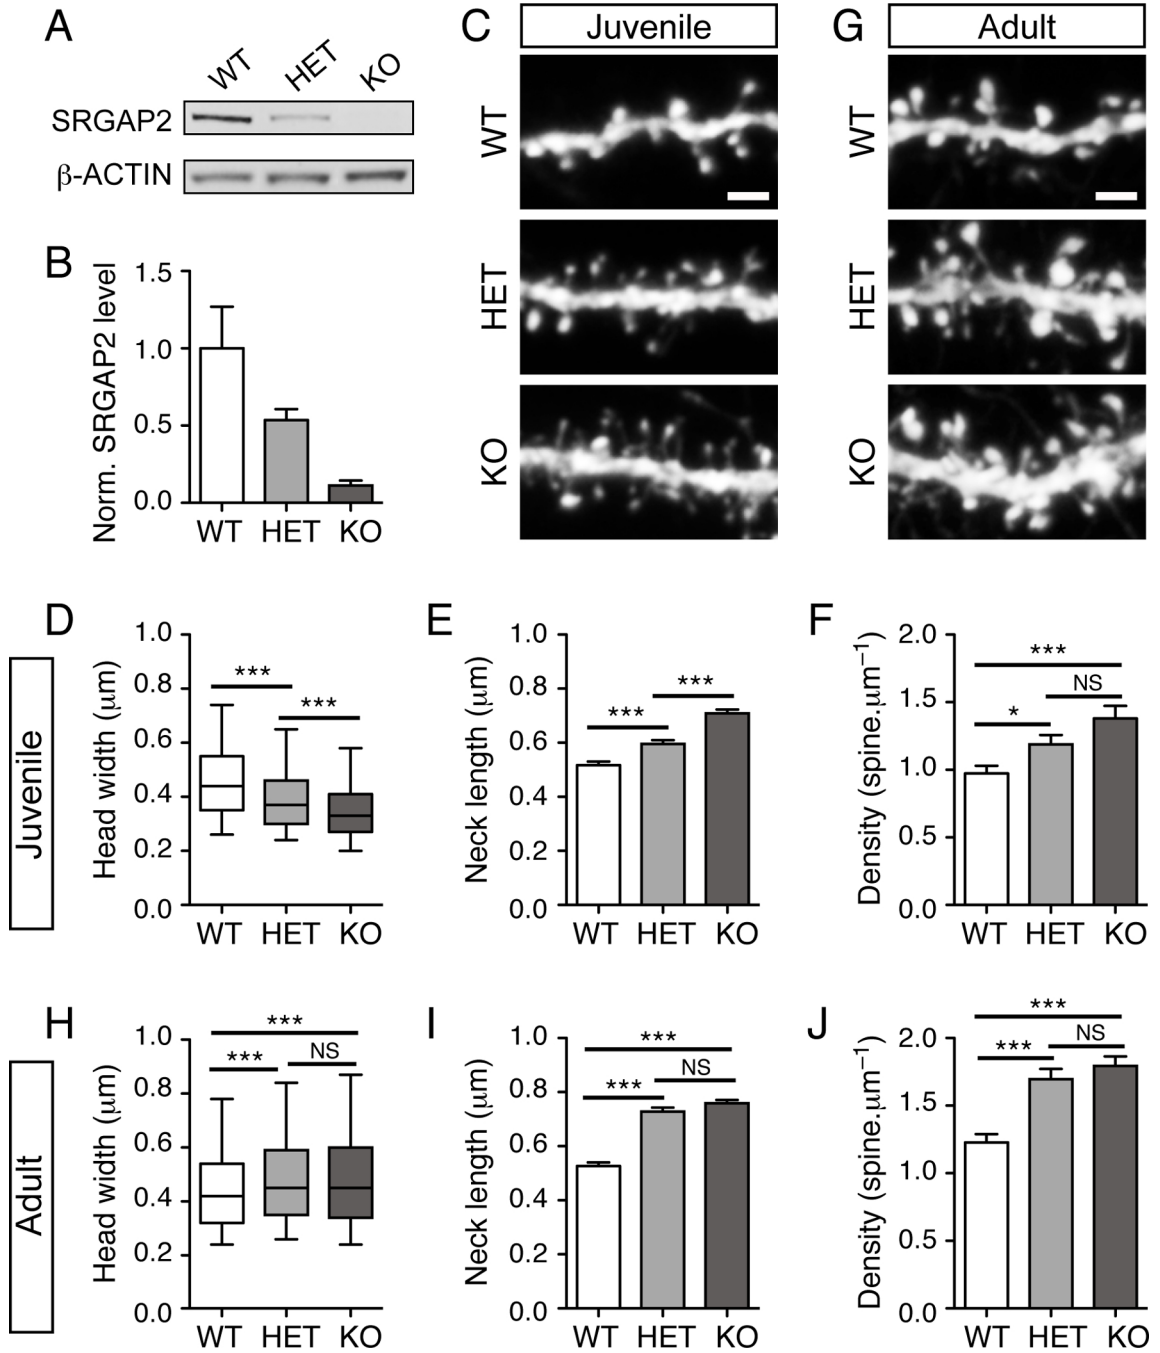 A
WT HET KO
SRGAP2
β-ACTIN
B
Norm. SRGAP2 level
1.5
1.0
0.5
0.0
WT HET KO
C
Juvenile
WT
HET
KO
G
Adult
WT
HET
KO
Juvenile
D
Head width (μm)
1.0
0.8
0.6
0.4
0.2
0.0
***
***
WT HET KO
E
Neck length (μm)
1.0
0.8
0.6
0.4
0.2
0.0
***
***
WT HET KO
F
Density (spine.μm⁻¹)
2.0
1.5
1.0
0.5
0.0
***
NS
*
WT HET KO
Adult
H
Head width (μm)
1.0
0.8
0.6
0.4
0.2
0.0
***
*** NS
WT HET KO
I
Neck length (μm)
1.0
0.8
0.6
0.4
0.2
0.0
***
NS
***
WT HET KO
J
Density (spine.μm⁻¹)
2.0
1.5
1.0
0.5
0.0
***
*** NS
WT HET KO